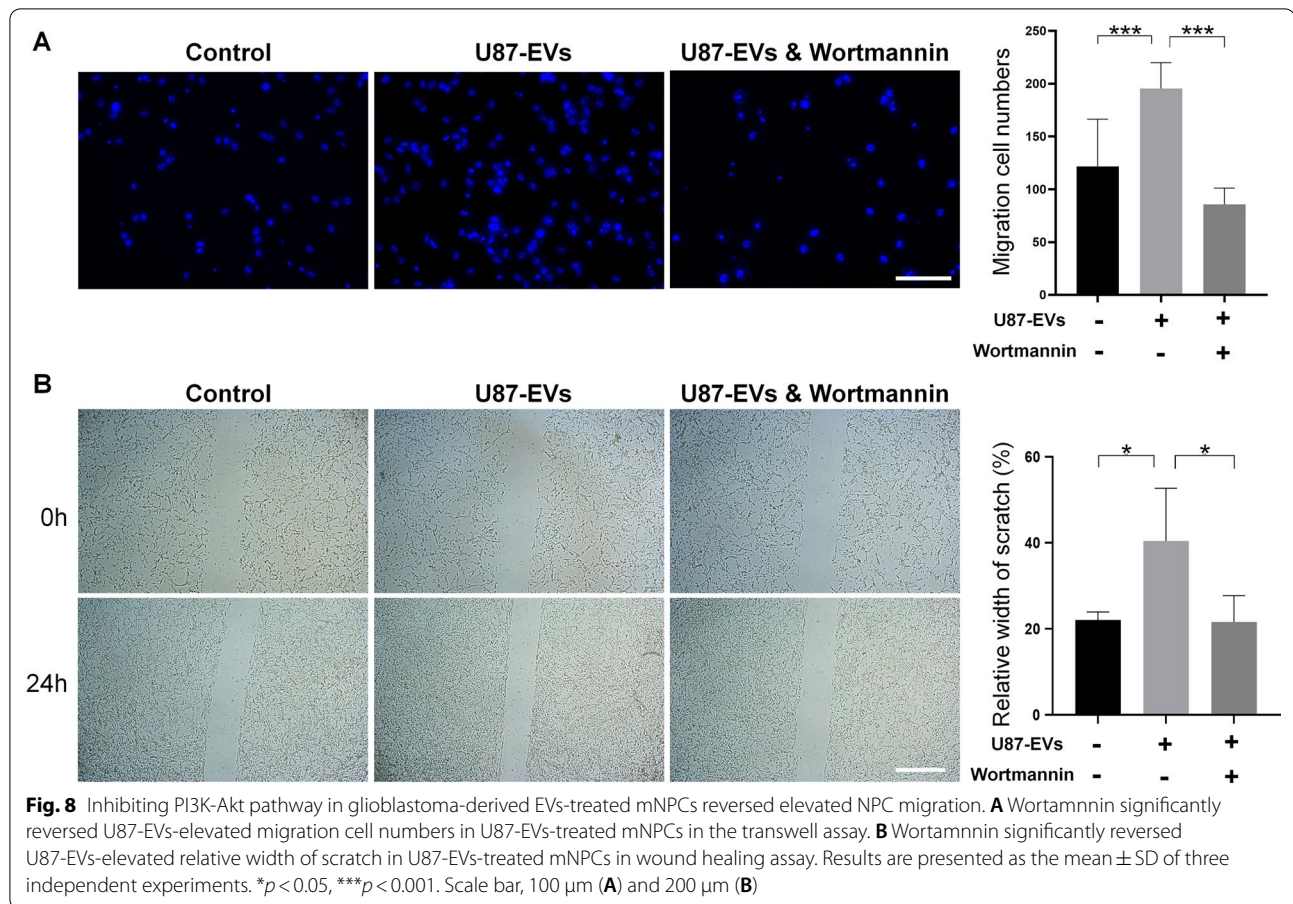 A
Control
U87-EVs
U87-EVs & Wortmannin
Migration cell numbers
250
200
150
100
50
0
***
***
U87-EVs - + +
Wortmannin - - +
B
Control
U87-EVs
U87-EVs & Wortmannin
0h
24h
Relative width of scratch (%)
60
40
20
0
*
*
U87-EVs - + +
Wortmannin - - +
Fig. 8 Inhibiting PI3K-Akt pathway in glioblastoma-derived EVs-treated mNPCs reversed elevated NPC migration. A Wortamnnin significantly
reversed U87-EVs-elevated migration cell numbers in U87-EVs-treated mNPCs in the transwell assay. B Wortamnnin significantly reversed
U87-EVs-elevated relative width of scratch in U87-EVs-treated mNPCs in wound healing assay. Results are presented as the mean ± SD of three
independent experiments. *p < 0.05, ***p < 0.001. Scale bar, 100 μm (A) and 200 μm (B)